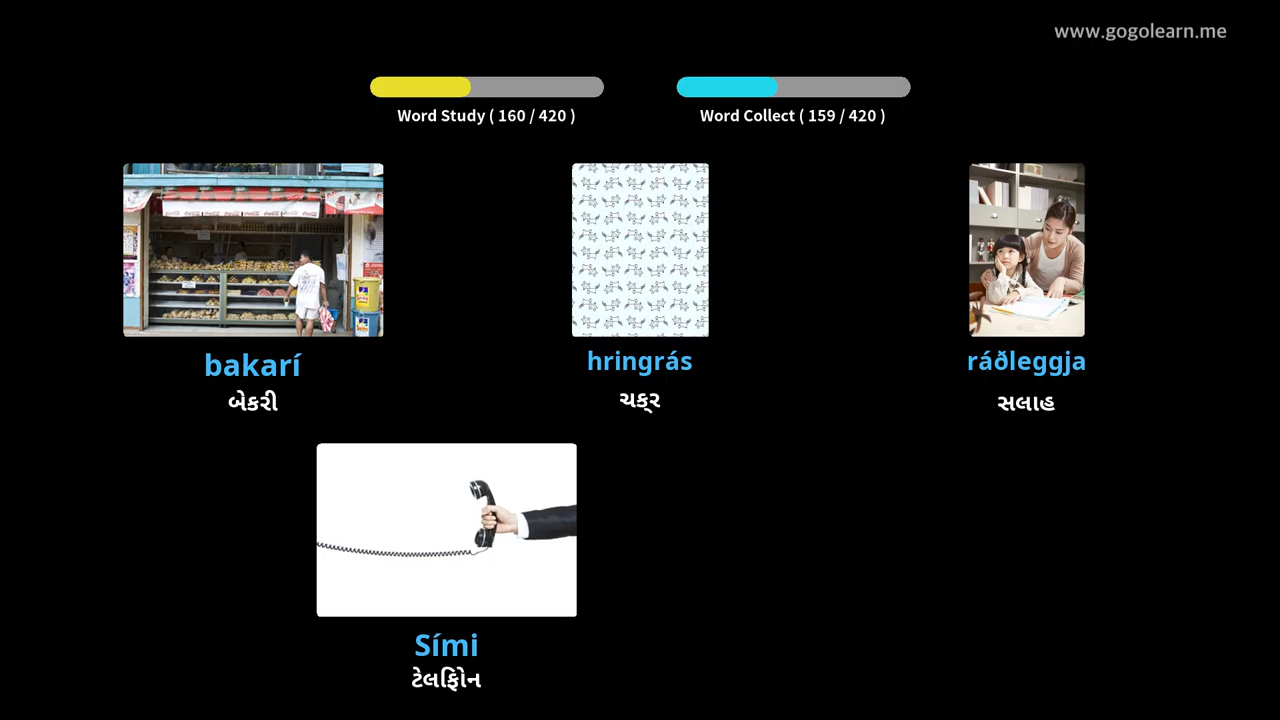 www.gogolearn.me
Word Study ( 160 / 420 )
Word Collect ( 159 / 420 )
bakarí
બેકરી
hringrás
ચક્ર
ráðleggja
સલાહ
Sími
ટેલિફોન